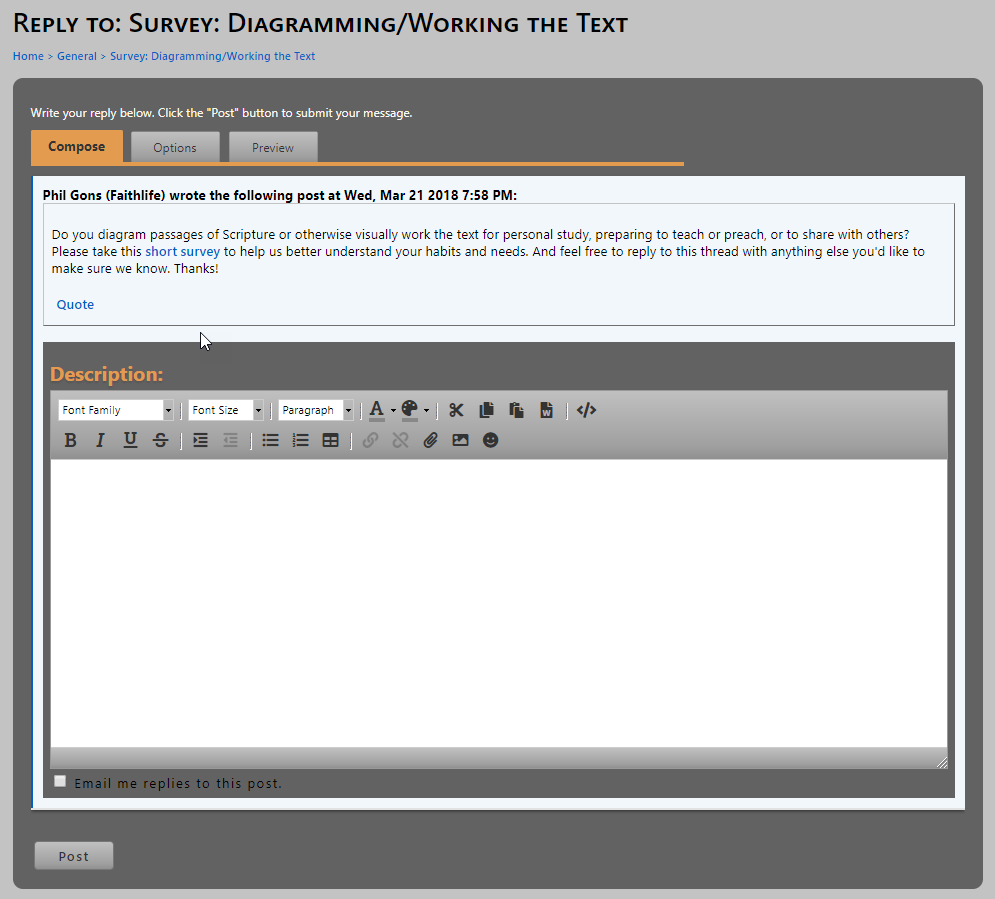 Reply to: Survey: Diagramming/Working the Text
Home > General > Survey: Diagramming/Working the Text
Write your reply below. Click the "Post" button to submit your message.
Compose Options Preview
Phil Gons (Faithlife) wrote the following post at Wed, Mar 21 2018 7:58 PM:
Do you diagram passages of Scripture or otherwise visually work the text for personal study, preparing to teach or preach, or to share with others?
Please take this short survey to help us better understand your habits and needs. And feel free to reply to this thread with anything else you'd like to
make sure we know. Thanks!
Quote
Description:
Font Family Font Size Paragraph A W </>
B I U S
Email me replies to this post.
Post